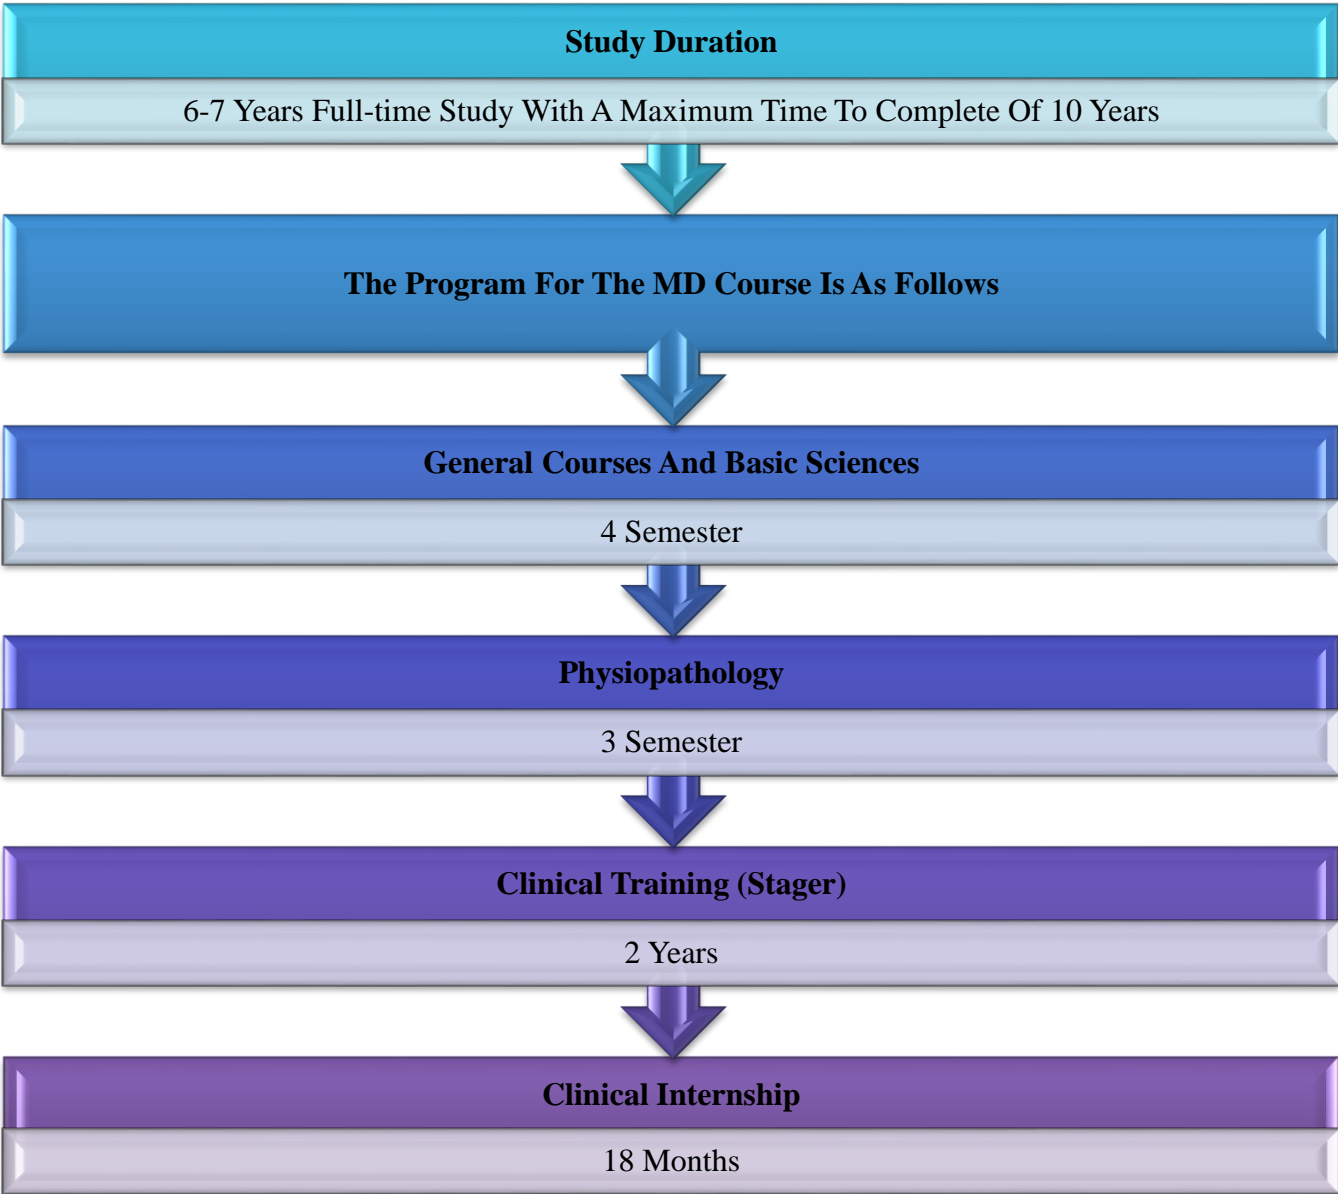 Study Duration
6-7 Years Full-time Study With A Maximum Time To Complete Of 10 Years
The Program For The MD Course Is As Follows
General Courses And Basic Sciences
4 Semester
Physiopathology
3 Semester
Clinical Training (Stager)
2 Years
Clinical Internship
18 Months